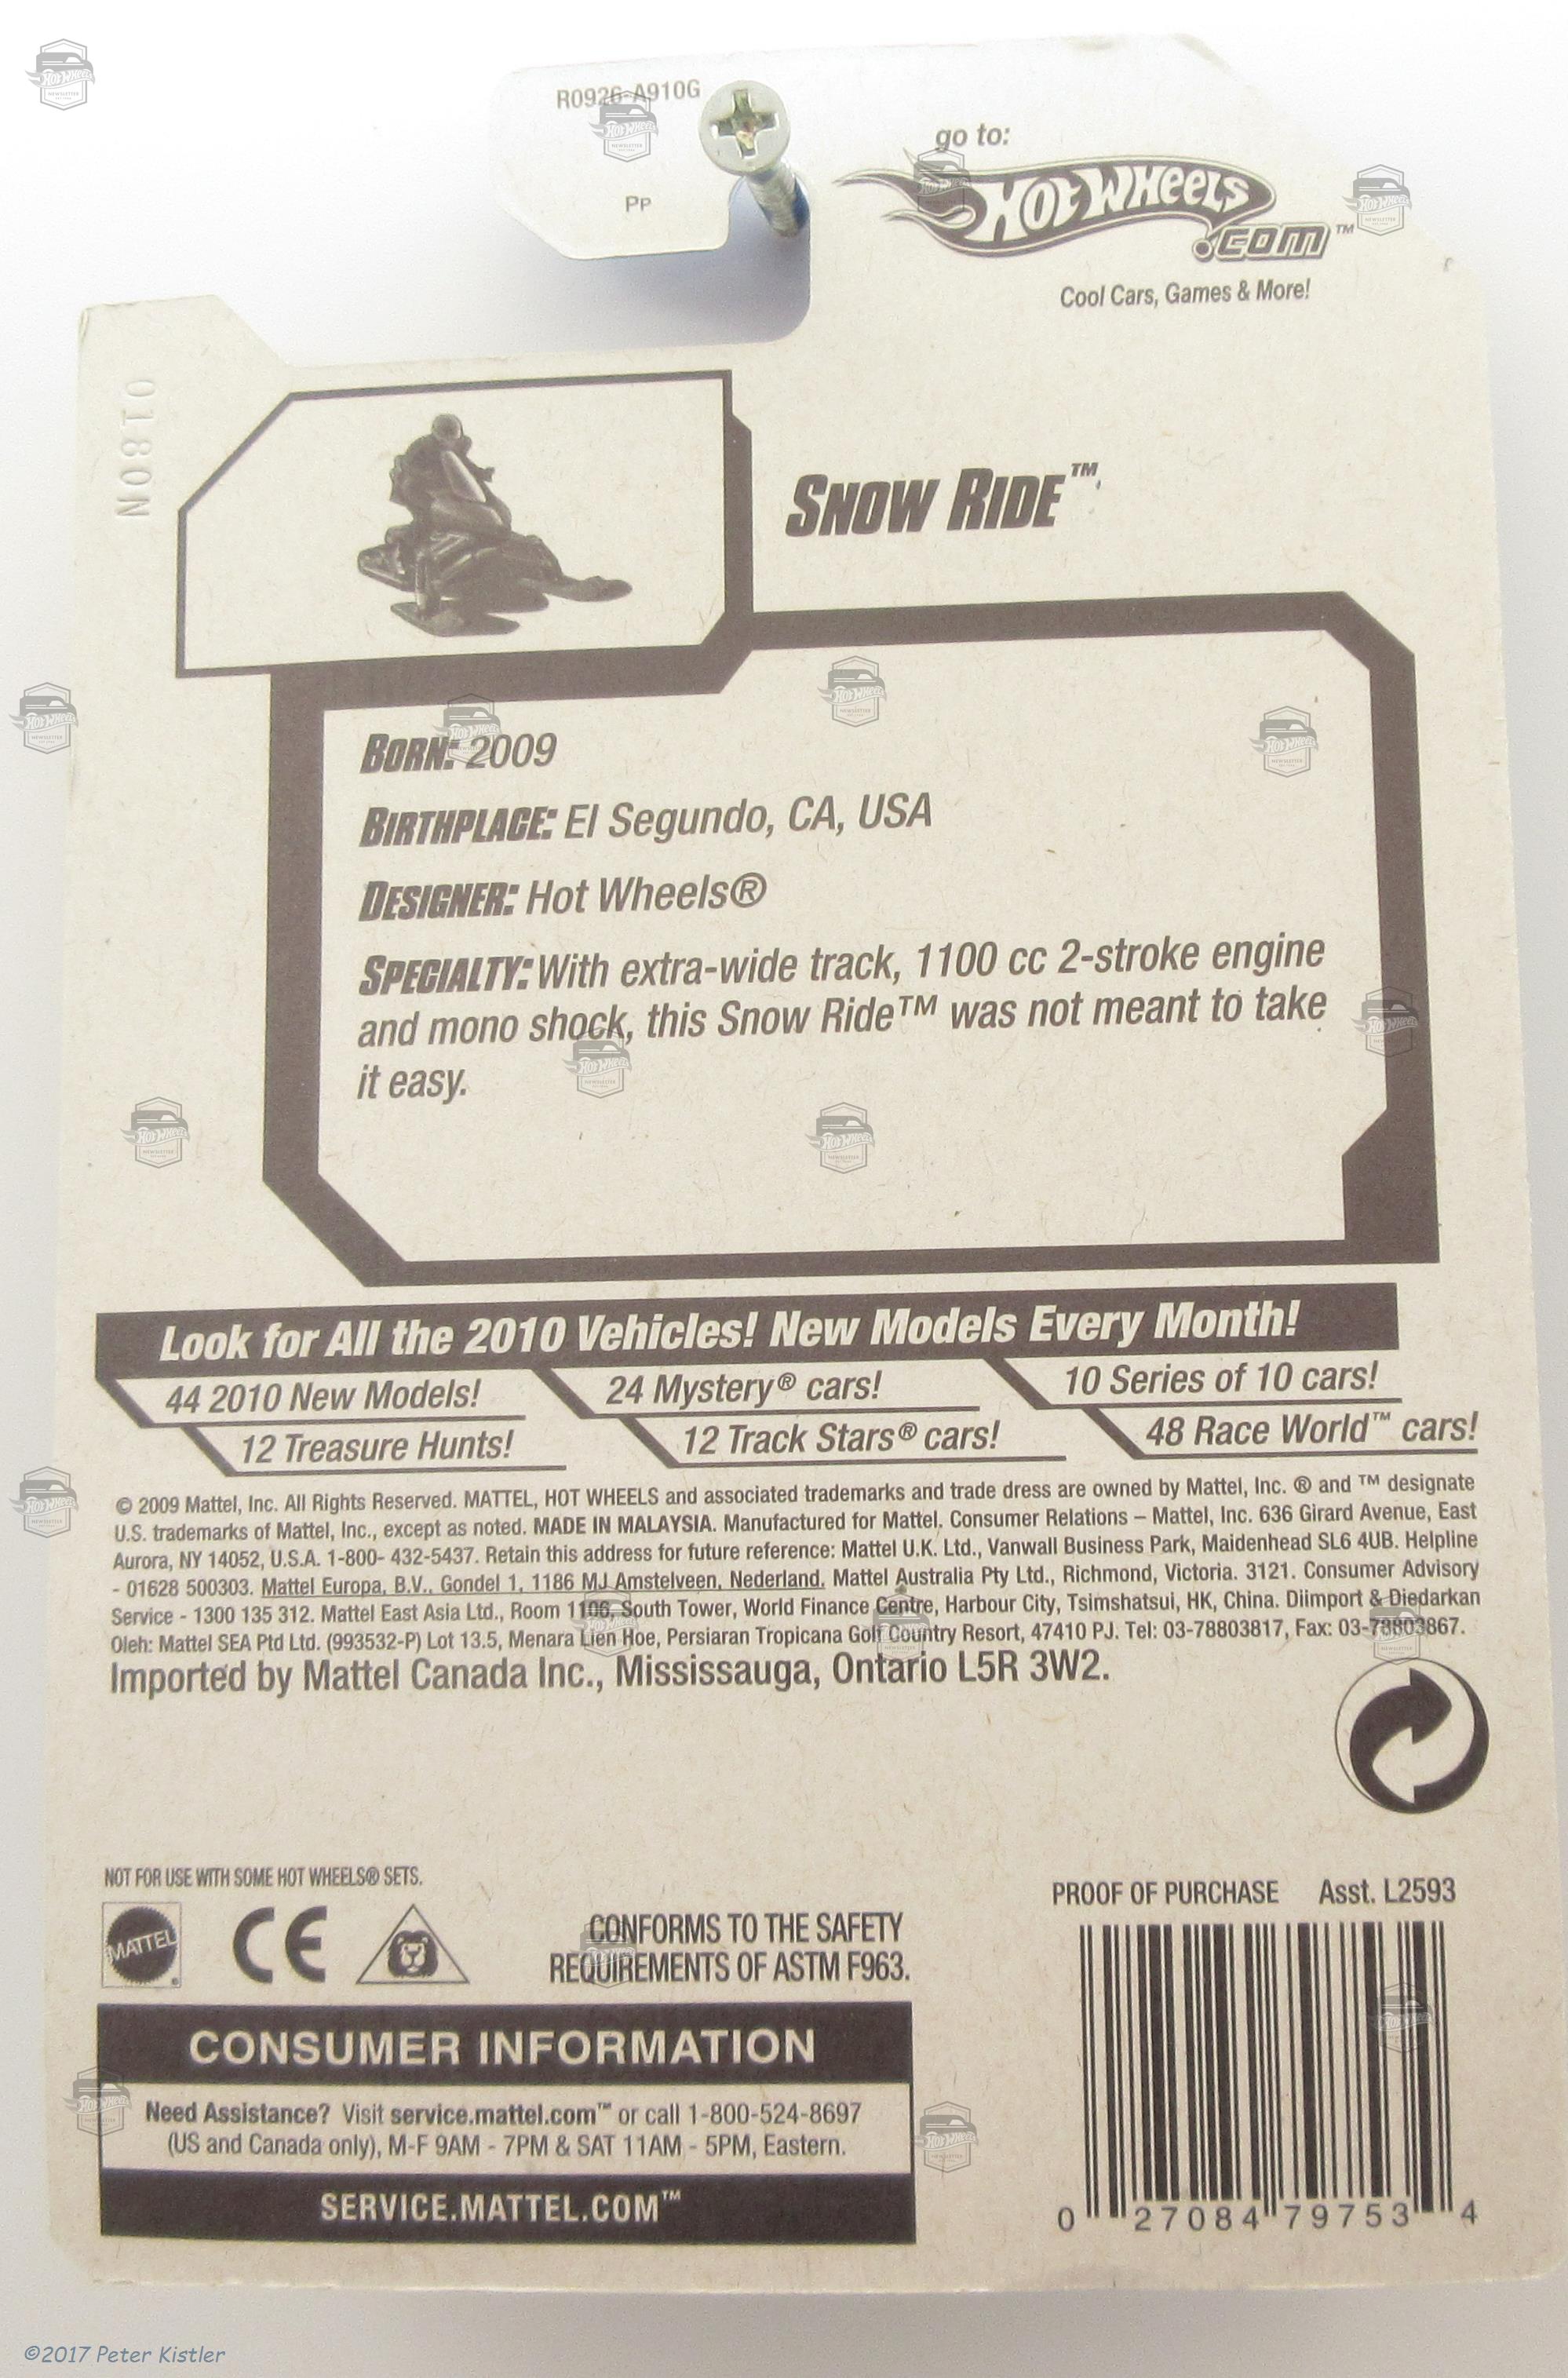 R0926-A910G
Pp
go to:
Hot Wheels
.com™
Cool Cars, Games & More!
0180N
SNOW RIDE™
BORN: 2009
BIRTHPLACE: El Segundo, CA, USA
DESIGNER: Hot Wheels®
SPECIALTY: With extra-wide track, 1100 cc 2-stroke engine
and mono shock, this Snow Ride™ was not meant to take
it easy.
Look for All the 2010 Vehicles! New Models Every Month!
44 2010 New Models! 24 Mystery® cars! 10 Series of 10 cars!
12 Treasure Hunts! 12 Track Stars® cars! 48 Race World™ cars!
© 2009 Mattel, Inc. All Rights Reserved. MATTEL, HOT WHEELS and associated trademarks and trade dress are owned by Mattel, Inc. ® and ™ designate
U.S. trademarks of Mattel, Inc., except as noted. MADE IN MALAYSIA. Manufactured for Mattel. Consumer Relations – Mattel, Inc. 636 Girard Avenue, East
Aurora, NY 14052, U.S.A. 1-800- 432-5437. Retain this address for future reference: Mattel U.K. Ltd., Vanwall Business Park, Maidenhead SL6 4UB. Helpline
- 01628 500303. Mattel Europa, B.V., Gondel 1, 1186 MJ Amstelveen, Nederland. Mattel Australia Pty Ltd., Richmond, Victoria. 3121. Consumer Advisory
Service - 1300 135 312. Mattel East Asia Ltd., Room 1106, South Tower, World Finance Centre, Harbour City, Tsimshatsui, HK, China. Diimport & Diedarkan
Oleh: Mattel SEA Ptd Ltd. (993532-P) Lot 13.5, Menara Lien Hoe, Persiaran Tropicana Golf Country Resort, 47410 PJ. Tel: 03-78803817, Fax: 03-78803867.
Imported by Mattel Canada Inc., Mississauga, Ontario L5R 3W2.
NOT FOR USE WITH SOME HOT WHEELS® SETS.
MATTEL
CE
CONFORMS TO THE SAFETY
REQUIREMENTS OF ASTM F963.
PROOF OF PURCHASE Asst. L2593
CONSUMER INFORMATION
Need Assistance? Visit service.mattel.com™ or call 1-800-524-8697
(US and Canada only), M-F 9AM - 7PM & SAT 11AM - 5PM, Eastern.
SERVICE.MATTEL.COM™
0 27084 79753 4
©2017 Peter Kistler